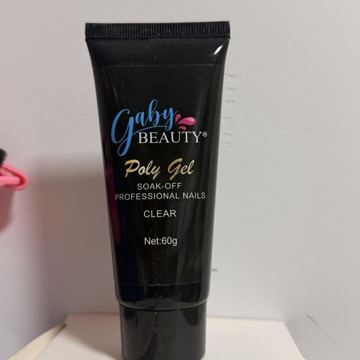 Gaby
BEAUTY®
Poly Gel
SOAK-OFF
PROFESSIONAL NAILS
CLEAR
Net:60g